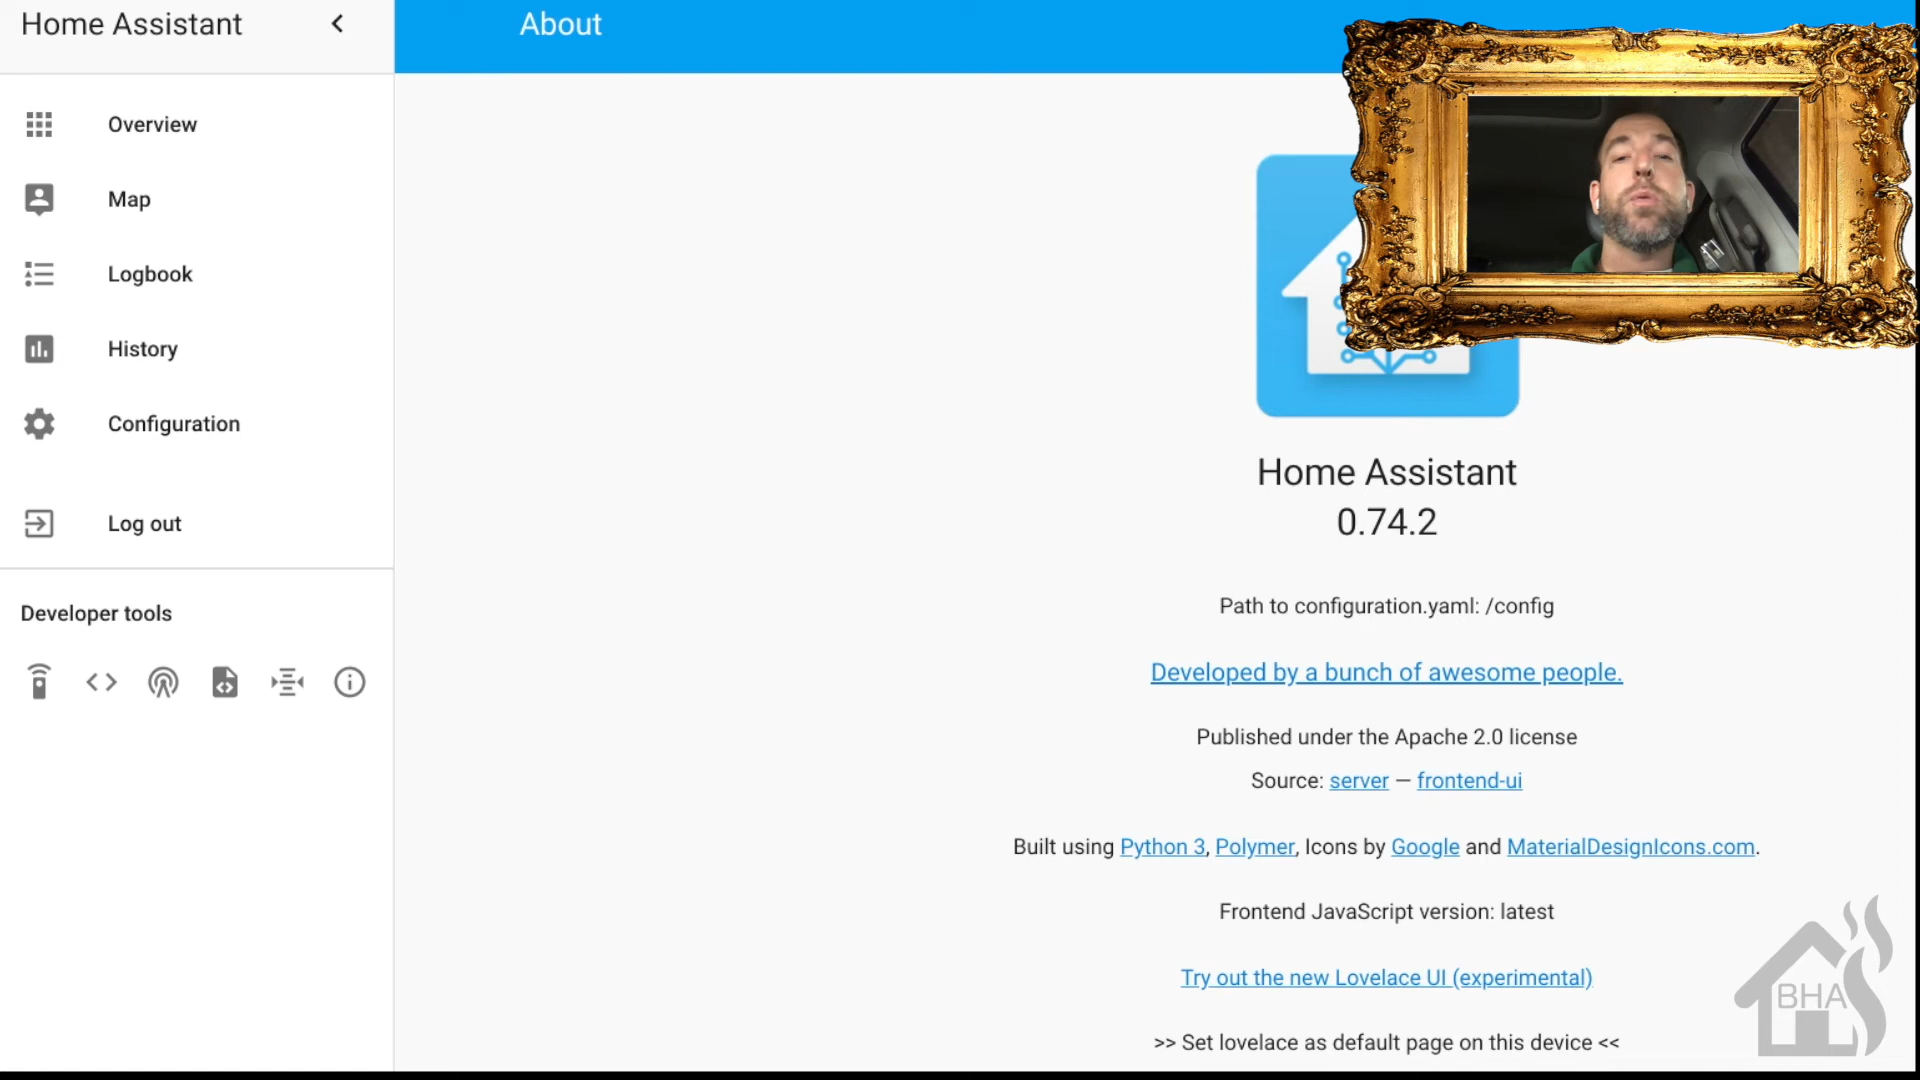 Home Assistant
About
Overview
Map
Logbook
History
Configuration
Log out
Developer tools
Home Assistant
0.74.2
Path to configuration.yaml: /config
Developed by a bunch of awesome people.
Published under the Apache 2.0 license
Source: server — frontend-ui
Built using Python 3, Polymer, Icons by Google and MaterialDesignIcons.com.
Frontend JavaScript version: latest
Try out the new Lovelace UI (experimental)
>> Set lovelace as default page on this device <<
BHA